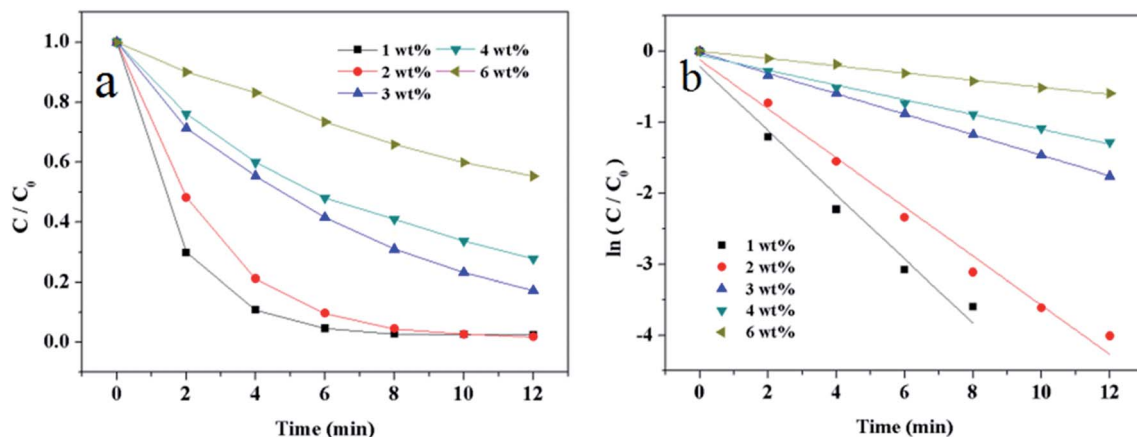 a
C / C0
1.0
0.8
0.6
0.4
0.2
0.0
1 wt% 4 wt%
2 wt% 6 wt%
3 wt%
0 2 4 6 8 10 12
Time (min)
b
ln ( C / C0 )
0
-1
-2
-3
-4
1 wt%
2 wt%
3 wt%
4 wt%
6 wt%
0 2 4 6 8 10 12
Time (min)